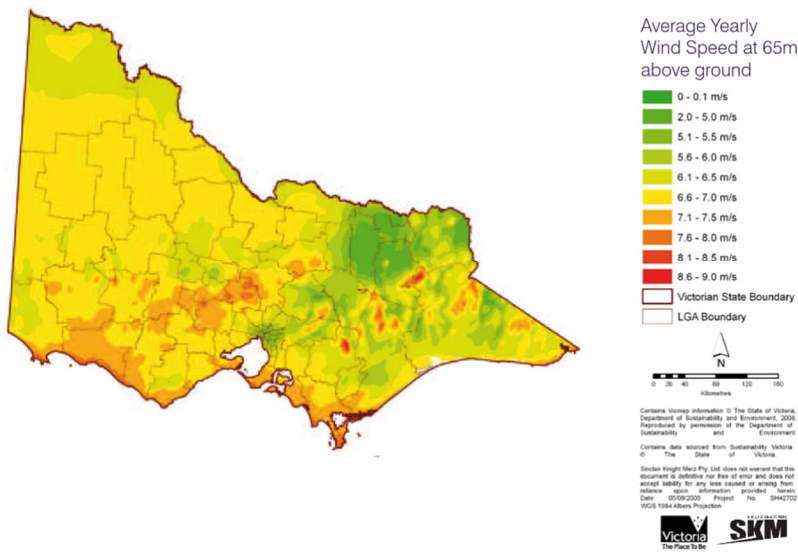 Average Yearly
Wind Speed at 65m
above ground
0 - 0.1 m/s
2.0 - 5.0 m/s
5.1 - 5.5 m/s
5.6 - 6.0 m/s
6.1 - 6.5 m/s
6.6 - 7.0 m/s
7.1 - 7.5 m/s
7.6 - 8.0 m/s
8.1 - 8.5 m/s
8.6 - 9.0 m/s
Victorian State Boundary
LGA Boundary
N
0 20 40 80 120 160
Kilometres
Contains Vicmap information © The State of Victoria,
Department of Sustainability and Environment, 2008.
Reproduced by permission of the Department of
Sustainability and Environment.
Contains data sourced from Sustainability Victoria
© The State of Victoria.
Sinclair Knight Merz Pty. Ltd. does not warrant that this
document is definitive nor free of error and does not
accept liability for any loss caused or arising from
reliance upon information provided herein
Date: 05/08/2009 Project No. SH42702
WGS 1984 Albers Projection
Victoria
The Place To Be
SKM